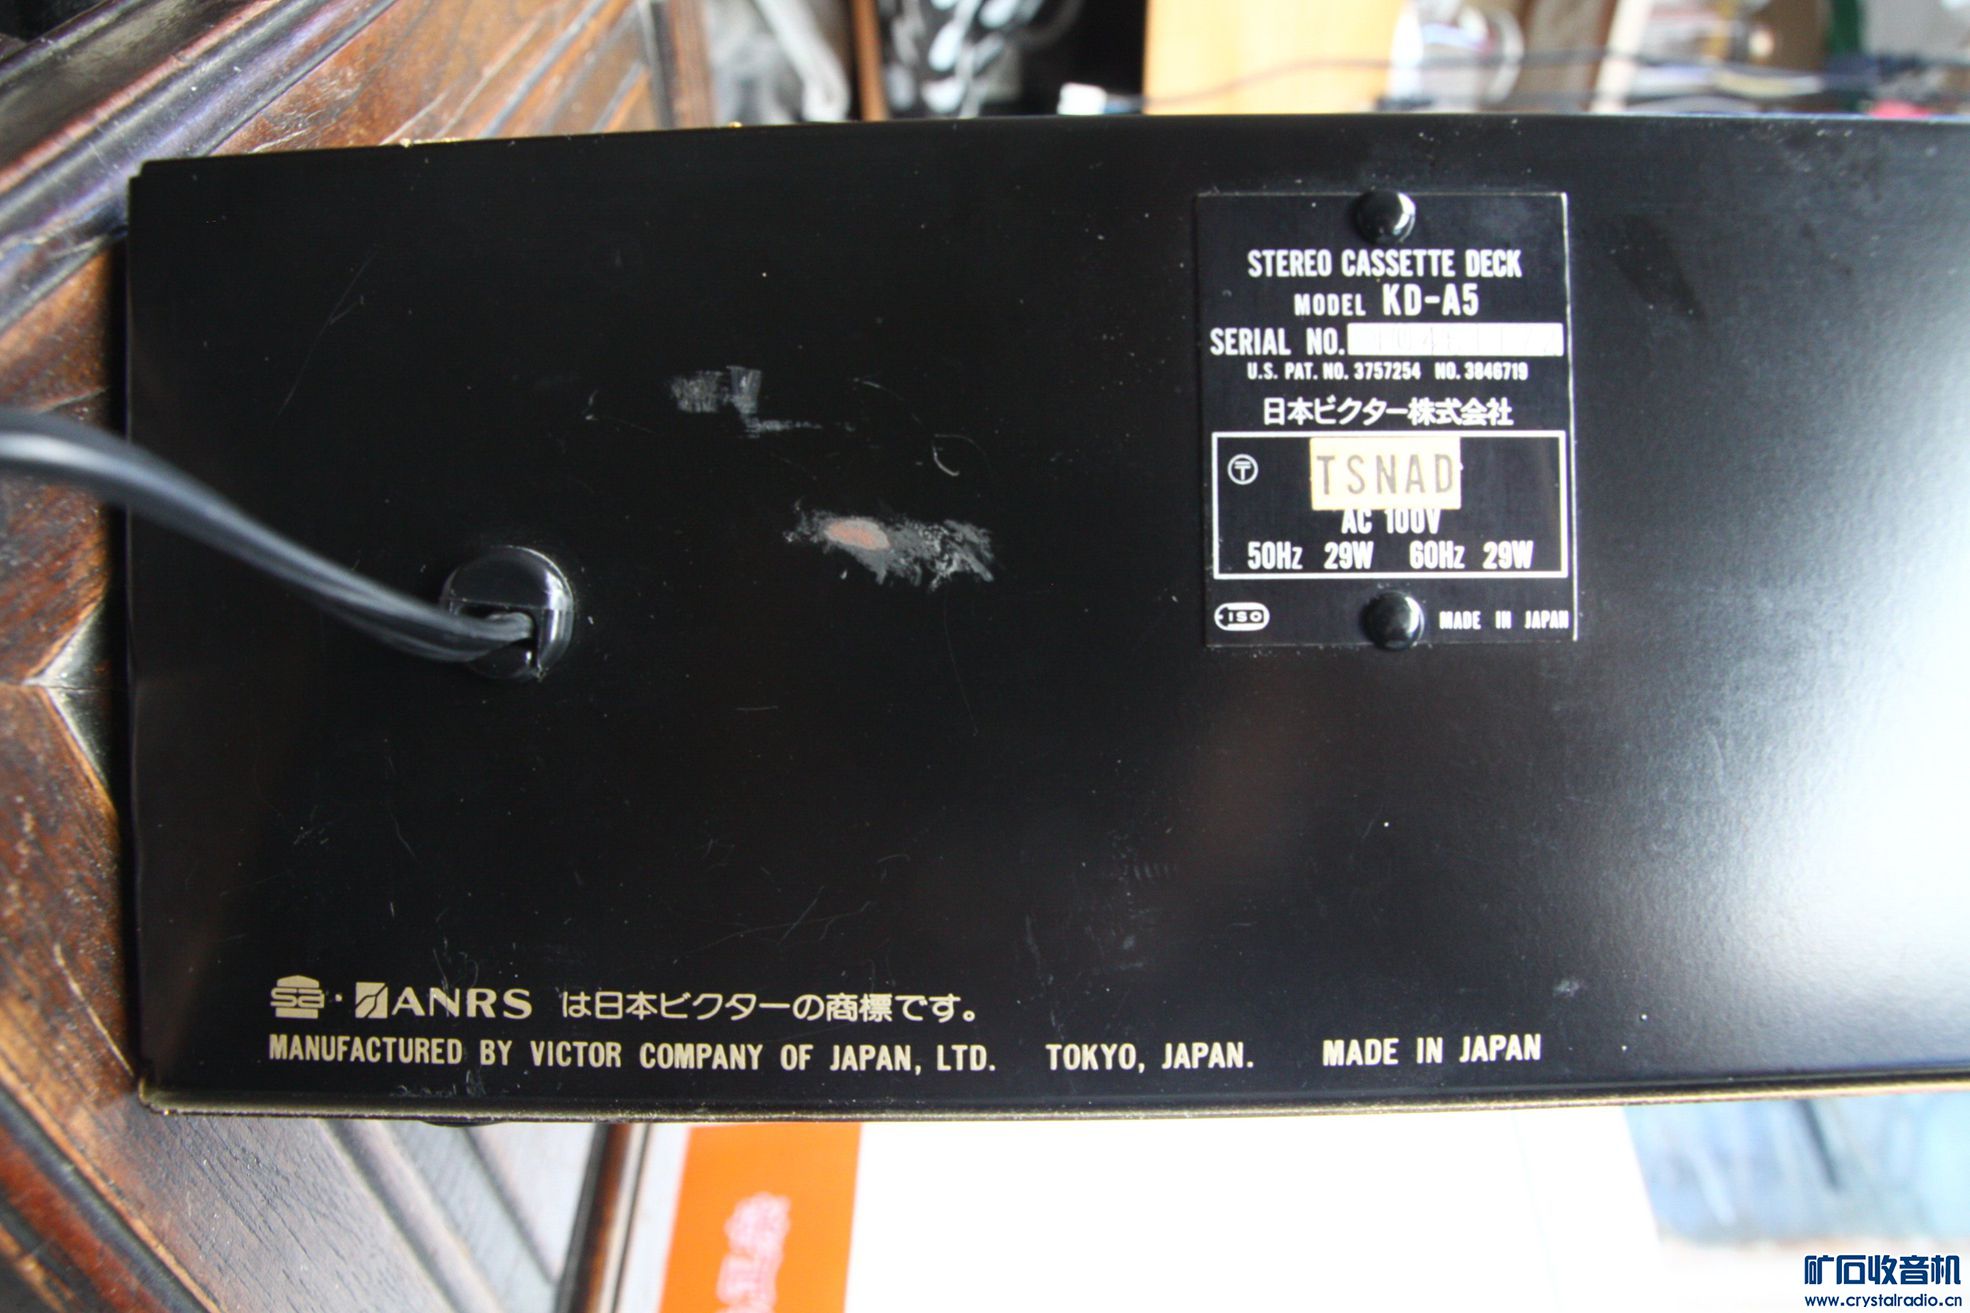 STEREO CASSETTE DECK
MODEL KD-A5
SERIAL NO.
U.S. PAT. NO. 3757254 NO. 3846719
日本ビクター株式会社
〒 TSNAD
AC 100V
50Hz 29W 60Hz 29W
ISO MADE IN JAPAN
sa・ANRS は日本ビクターの商標です。
MANUFACTURED BY VICTOR COMPANY OF JAPAN, LTD. TOKYO, JAPAN. MADE IN JAPAN
矿石收音机
www.crystalradio.cn